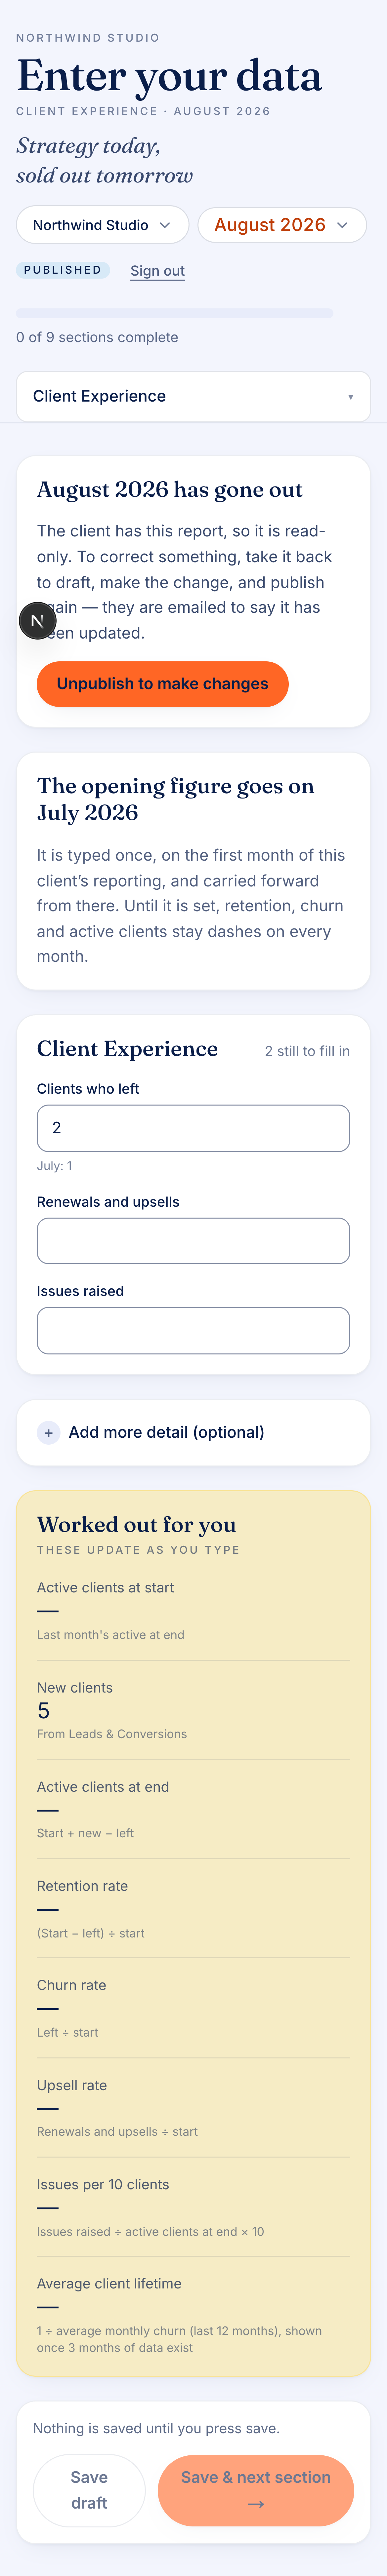 NORTHWIND STUDIO
Enter your data
CLIENT EXPERIENCE · AUGUST 2026
Strategy today,
sold out tomorrow
Northwind Studio
August 2026
PUBLISHED
Sign out
0 of 9 sections complete
Client Experience
August 2026 has gone out
The client has this report, so it is read-
only. To correct something, take it back
to draft, make the change, and publish
again — they are emailed to say it has
been updated.
N
Unpublish to make changes
The opening figure goes on
July 2026
It is typed once, on the first month of this
client’s reporting, and carried forward
from there. Until it is set, retention, churn
and active clients stay dashes on every
month.
Client Experience
2 still to fill in
Clients who left
2
July: 1
Renewals and upsells
Issues raised
+ Add more detail (optional)
Worked out for you
THESE UPDATE AS YOU TYPE
Active clients at start
—
Last month's active at end
New clients
5
From Leads & Conversions
Active clients at end
—
Start + new − left
Retention rate
—
(Start − left) ÷ start
Churn rate
—
Left ÷ start
Upsell rate
—
Renewals and upsells ÷ start
Issues per 10 clients
—
Issues raised ÷ active clients at end × 10
Average client lifetime
—
1 ÷ average monthly churn (last 12 months), shown
once 3 months of data exist
Nothing is saved until you press save.
Save
draft
Save & next section
→